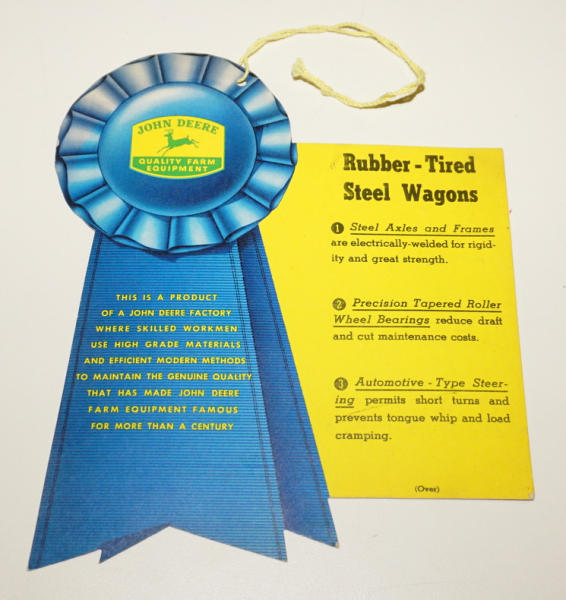 JOHN DEERE
QUALITY FARM
EQUIPMENT
THIS IS A PRODUCT
OF A JOHN DEERE FACTORY
WHERE SKILLED WORKMEN
USE HIGH GRADE MATERIALS
AND EFFICIENT MODERN METHODS
TO MAINTAIN THE GENUINE QUALITY
THAT HAS MADE JOHN DEERE
FARM EQUIPMENT FAMOUS
FOR MORE THAN A CENTURY
Rubber-Tired
Steel Wagons
1 Steel Axles and Frames
are electrically-welded for rigid-
ity and great strength.
2 Precision Tapered Roller
Wheel Bearings reduce draft
and cut maintenance costs.
3 Automotive-Type Steer-
ing permits short turns and
prevents tongue whip and load
cramping.
(Over)